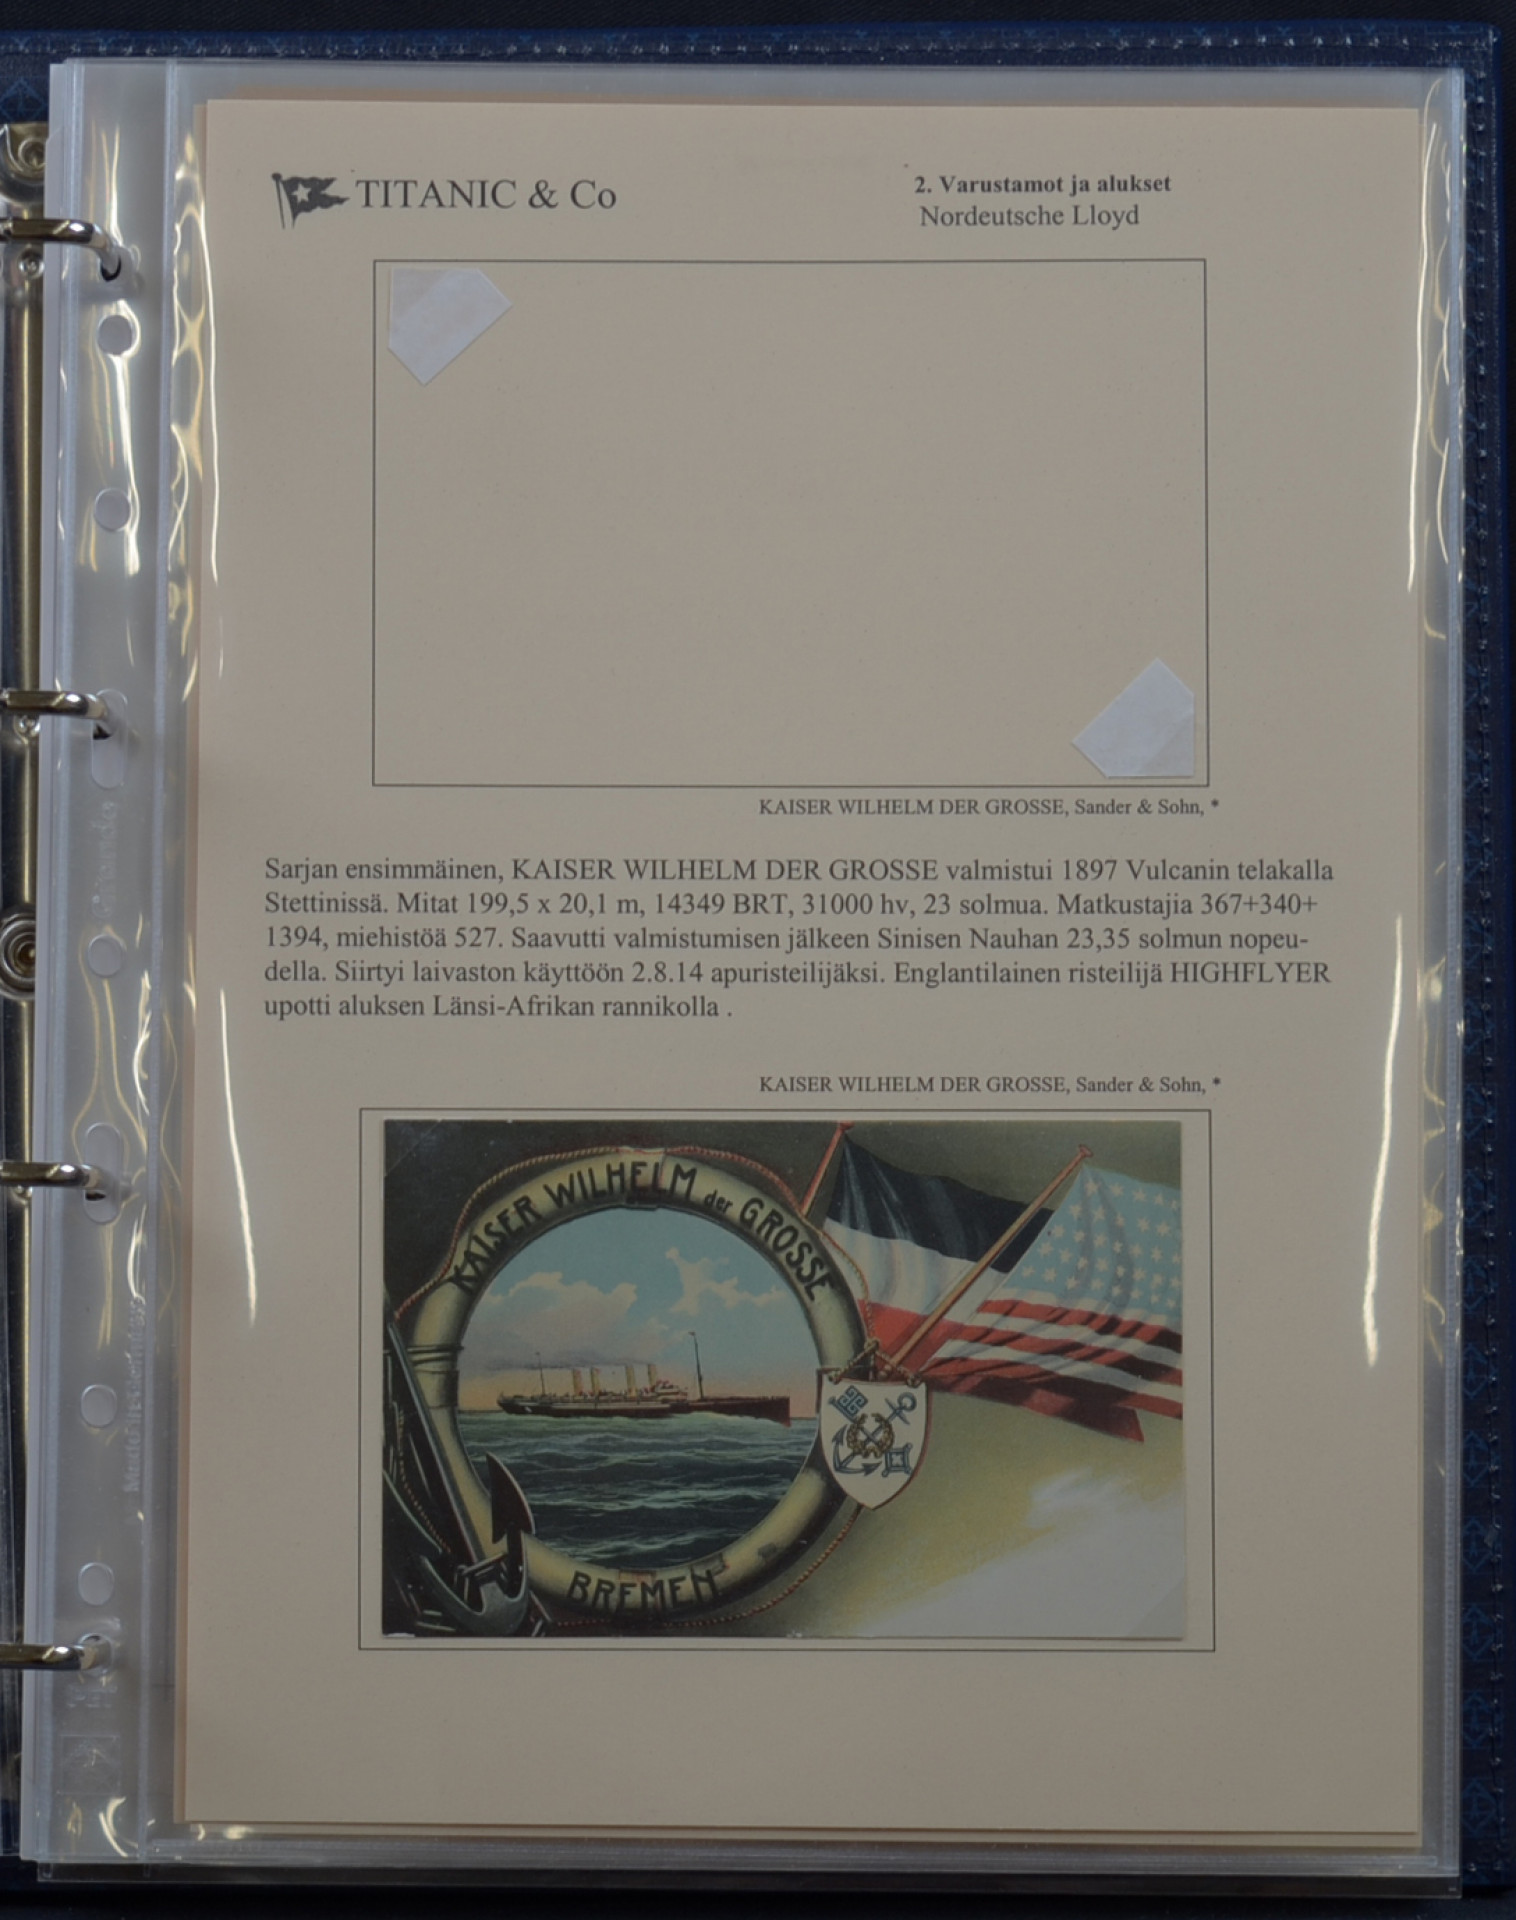 TITANIC & Co
2. Varustamot ja alukset
Nordeutsche Lloyd
KAISER WILHELM DER GROSSE, Sander & Sohn, *
Sarjan ensimmäinen, KAISER WILHELM DER GROSSE valmistui 1897 Vulcanin telakalla
Stettinissä. Mitat 199,5 x 20,1 m, 14349 BRT, 31000 hv, 23 solmua. Matkustajia 367+340+
1394, miehistöä 527. Saavutti valmistumisen jälkeen Sinisen Nauhan 23,35 solmun nopeu-
della. Siirtyi laivaston käyttöön 2.8.14 apuristeilijäksi. Englantilainen risteilijä HIGHFLYER
upotti aluksen Länsi-Afrikan rannikolla .
KAISER WILHELM DER GROSSE, Sander & Sohn, *
KAISER WILHELM der GROSSE
BREMEN